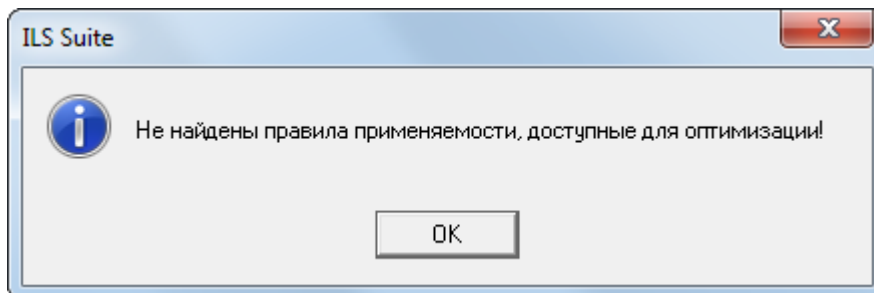 ILS Suite
Не найдены правила применяемости, доступные для оптимизации!
OK